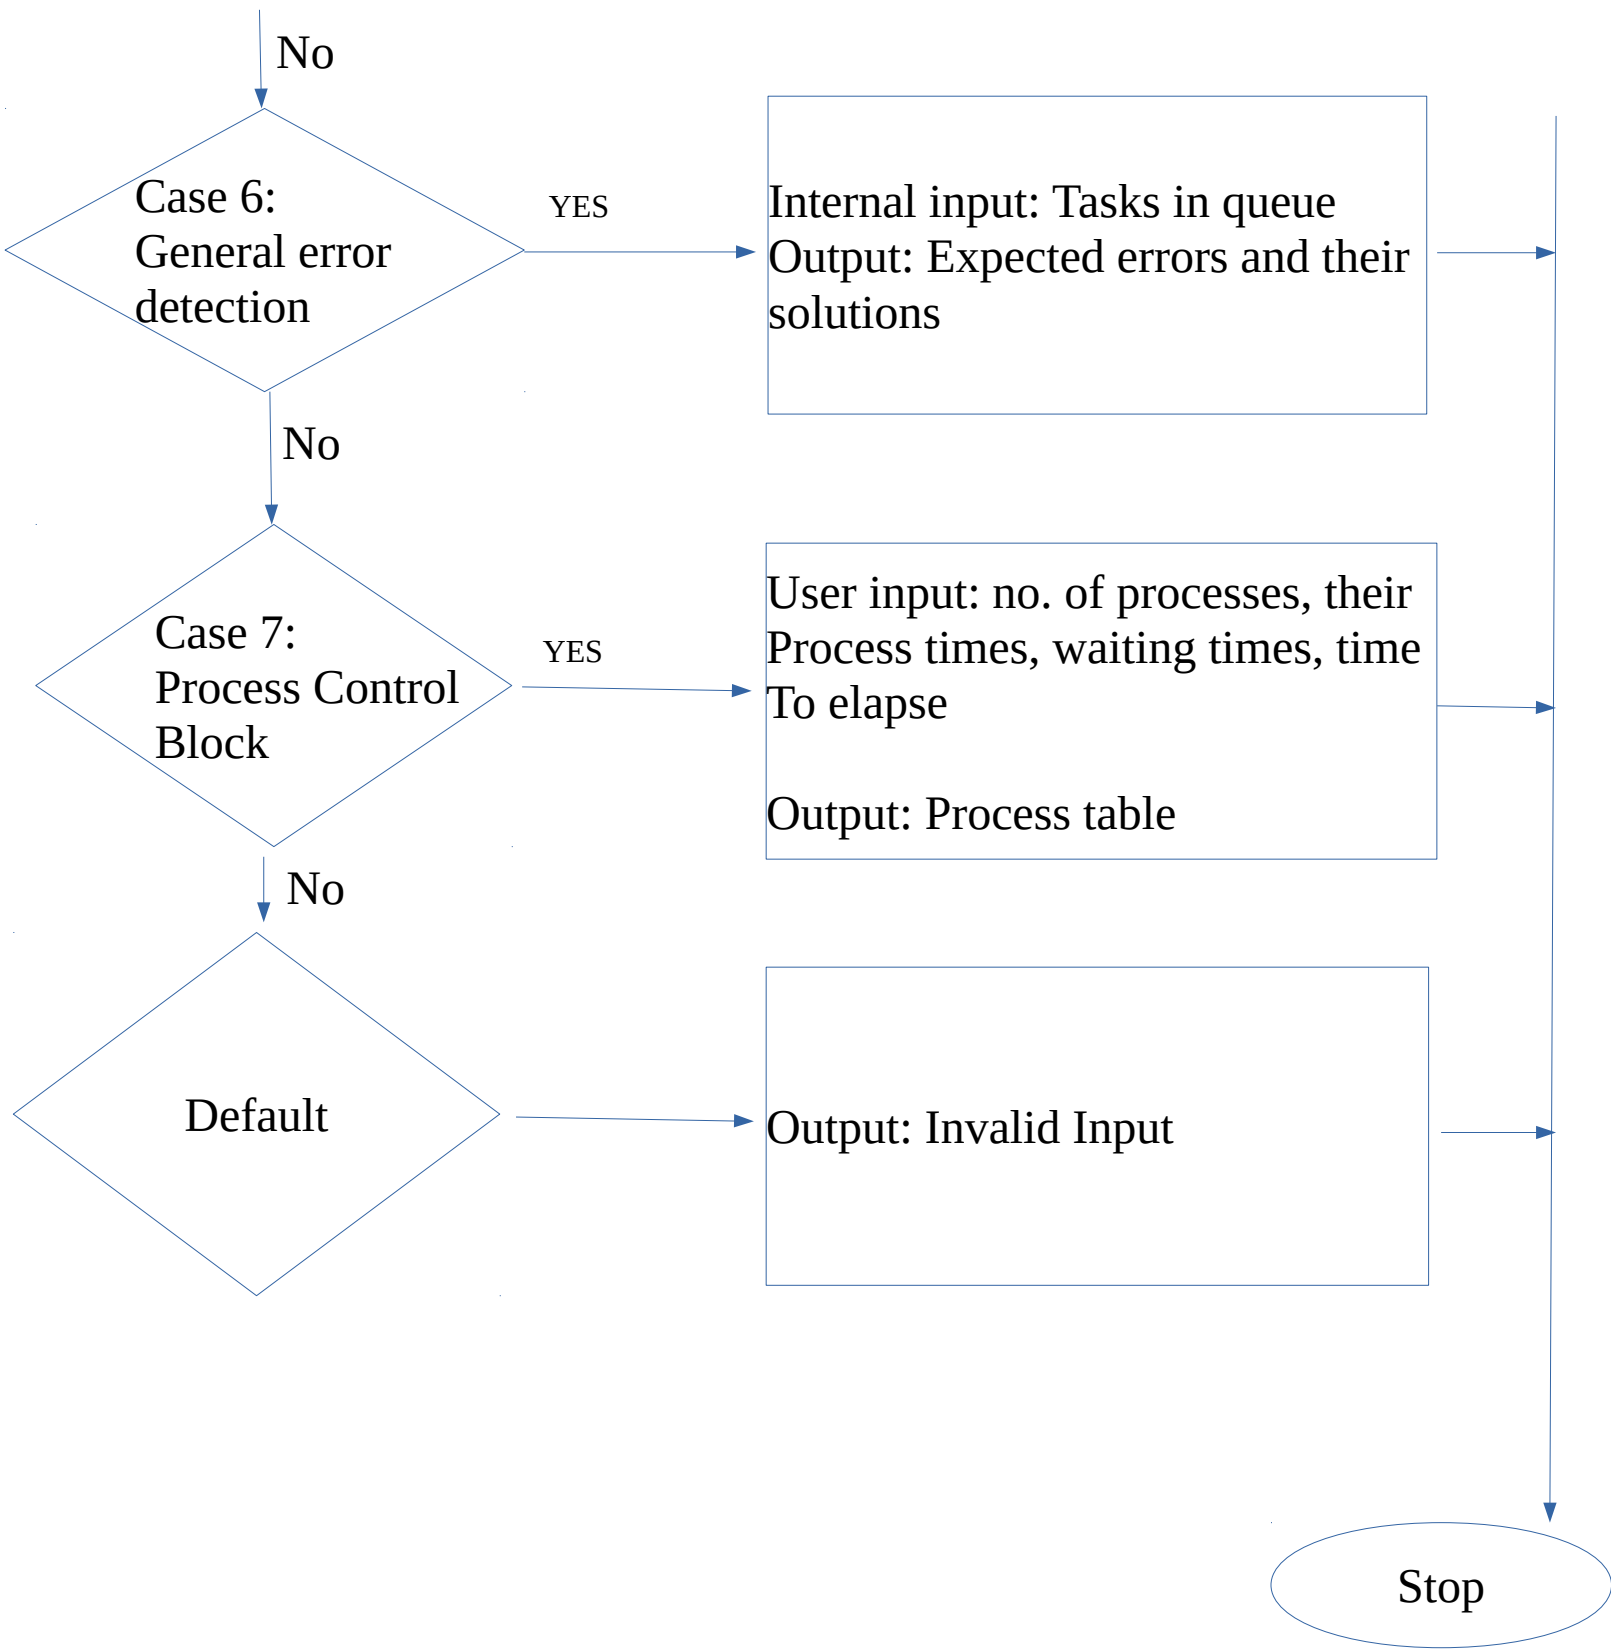 No
Case 6:
General error
detection
YES
Internal input: Tasks in queue
Output: Expected errors and their
solutions
No
Case 7:
Process Control
Block
YES
User input: no. of processes, their
Process times, waiting times, time
To elapse
Output: Process table
No
Default
Output: Invalid Input
Stop